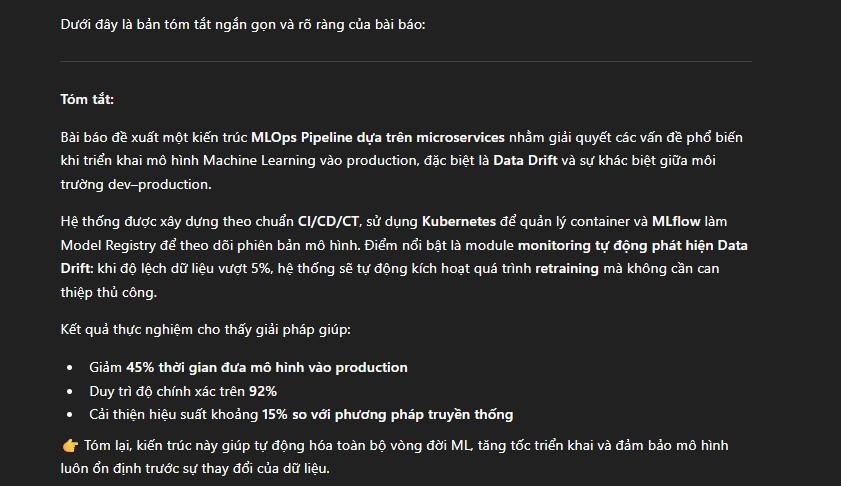 Dưới đây là bản tóm tắt ngắn gọn và rõ ràng của bài báo:
Tóm tắt:
Bài báo đề xuất một kiến trúc MLOps Pipeline dựa trên microservices nhằm giải quyết các vấn đề phổ biến
khi triển khai mô hình Machine Learning vào production, đặc biệt là Data Drift và sự khác biệt giữa môi
trường dev–production.
Hệ thống được xây dựng theo chuẩn CI/CD/CT, sử dụng Kubernetes để quản lý container và MLflow làm
Model Registry để theo dõi phiên bản mô hình. Điểm nổi bật là module monitoring tự động phát hiện Data
Drift: khi độ lệch dữ liệu vượt 5%, hệ thống sẽ tự động kích hoạt quá trình retraining mà không cần can
thiệp thủ công.
Kết quả thực nghiệm cho thấy giải pháp giúp:
• Giảm 45% thời gian đưa mô hình vào production
• Duy trì độ chính xác trên 92%
• Cải thiện hiệu suất khoảng 15% so với phương pháp truyền thống
👉 Tóm lại, kiến trúc này giúp tự động hóa toàn bộ vòng đời ML, tăng tốc triển khai và đảm bảo mô hình
luôn ổn định trước sự thay đổi của dữ liệu.